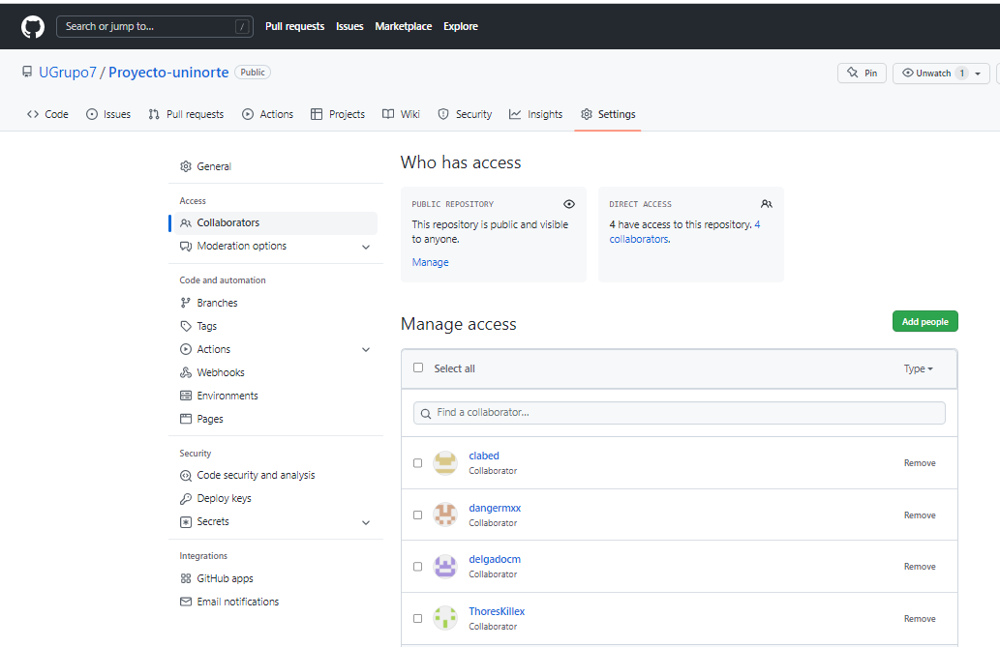 Search or jump to... /
Pull requests Issues Marketplace Explore
UGrupo7 / Proyecto-uninorte Public
Pin
Unwatch 1
Code Issues Pull requests Actions Projects Wiki Security Insights Settings
General
Access
Collaborators
Moderation options
Code and automation
Branches
Tags
Actions
Webhooks
Environments
Pages
Security
Code security and analysis
Deploy keys
Secrets
Integrations
GitHub apps
Email notifications
Who has access
PUBLIC REPOSITORY
This repository is public and visible
to anyone.
Manage
DIRECT ACCESS
4 have access to this repository. 4
collaborators.
Manage access
Add people
Select all
Type
Find a collaborator...
clabed
Collaborator
Remove
dangermxx
Collaborator
Remove
delgadocm
Collaborator
Remove
ThoresKillex
Collaborator
Remove